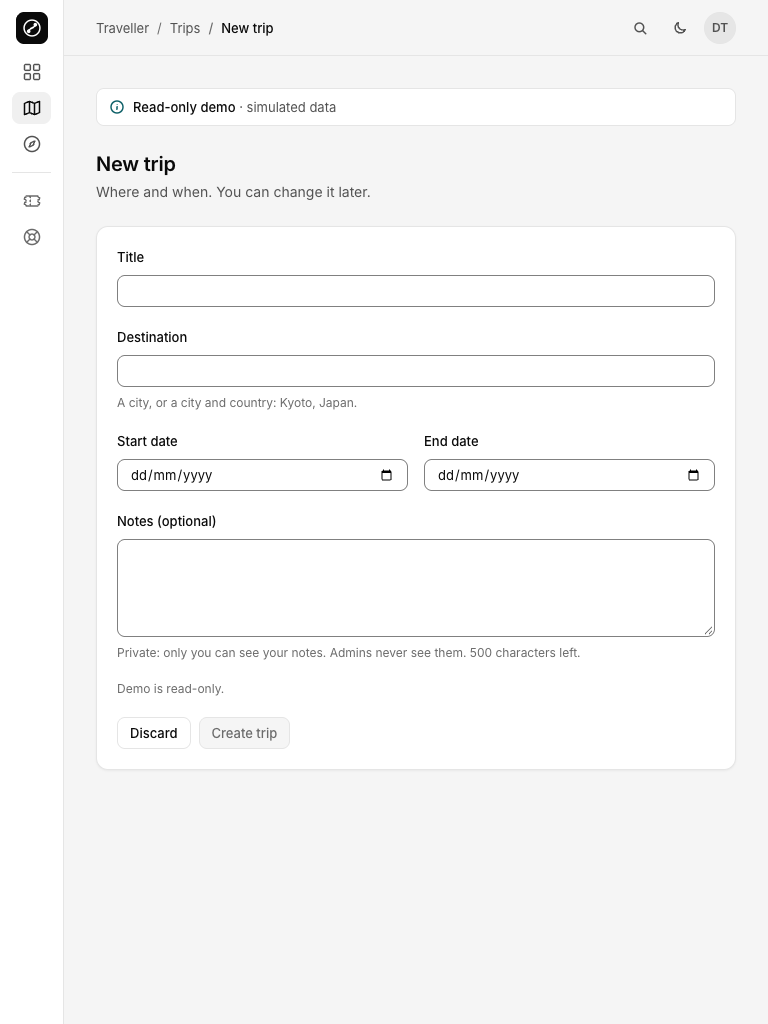 Traveller / Trips / New trip
DT
Read-only demo · simulated data
New trip
Where and when. You can change it later.
Title
Destination
A city, or a city and country: Kyoto, Japan.
Start date
End date
dd/mm/yyyy
dd/mm/yyyy
Notes (optional)
Private: only you can see your notes. Admins never see them. 500 characters left.
Demo is read-only.
Discard
Create trip